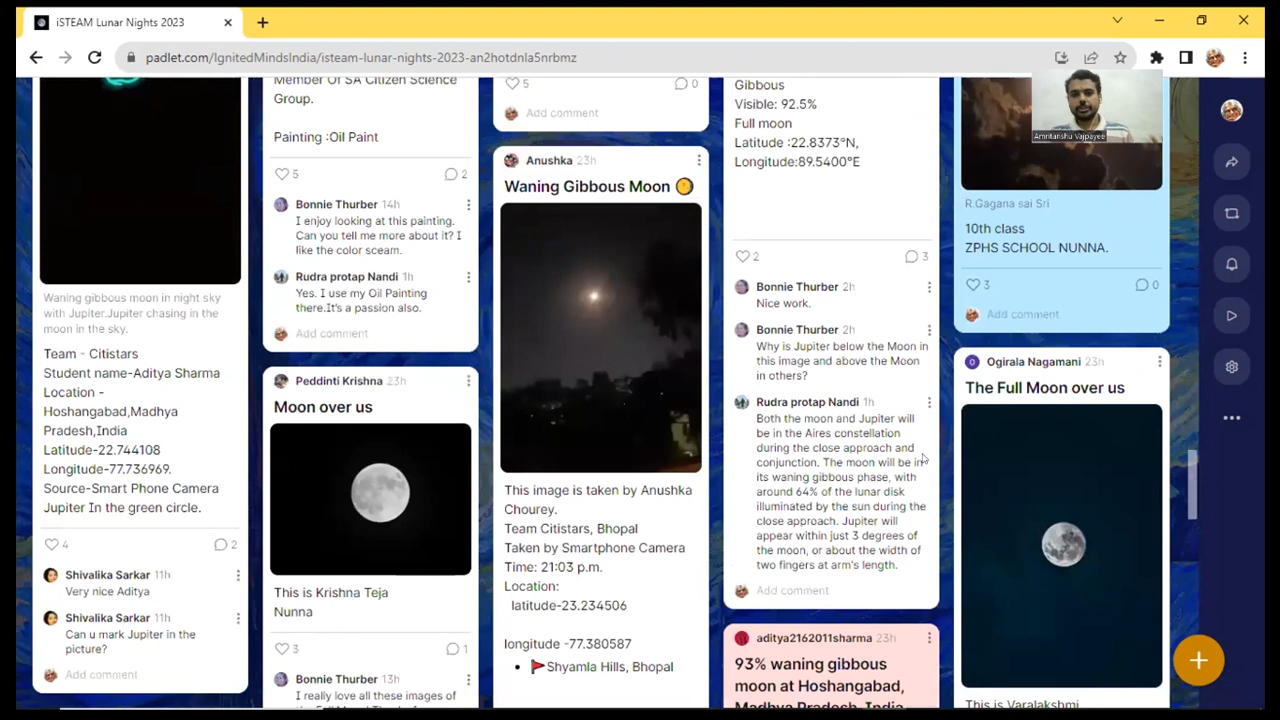 iSTEAM Lunar Nights 2023
padlet.com/IgnitedMindsIndia/isteam-lunar-nights-2023-an2hotdnla5nrbmz
Waning gibbous moon in night sky
with Jupiter.Jupiter chasing in the
moon in the sky.
Team - Citistars
Student name-Aditya Sharma
Location -
Hoshangabad,Madhya
Pradesh,India
Latitude-22.744108
Longitude-77.736969.
Source-Smart Phone Camera
Jupiter In the green circle.
4
2
Shivalika Sarkar 11h
Very nice Aditya
Shivalika Sarkar 11h
Can u mark Jupiter in the
picture?
Add comment
Member Of SA Citizen Science
Group.
Painting :Oil Paint
5
2
Bonnie Thurber 14h
I enjoy looking at this painting.
Can you tell me more about it? I
like the color sceam.
Rudra protap Nandi 1h
Yes. I use my Oil Painting
there.It's a passion also.
Add comment
Peddinti Krishna 23h
Moon over us
This is Krishna Teja
Nunna
3
1
Bonnie Thurber 13h
I really love all these images of
5
0
Add comment
Anushka 23h
Waning Gibbous Moon
This image is taken by Anushka
Chourey.
Team Citistars, Bhopal
Taken by Smartphone Camera
Time: 21:03 p.m.
Location:
latitude-23.234506
longitude -77.380587
• Shyamla Hills, Bhopal
Gibbous
Visible: 92.5%
Full moon
Latitude :22.8373°N,
Longitude:89.5400°E
2
3
Bonnie Thurber 2h
Nice work.
Bonnie Thurber 2h
Why is Jupiter below the Moon in
this image and above the Moon
in others?
Rudra protap Nandi 1h
Both the moon and Jupiter will
be in the Aires constellation
during the close approach and
conjunction. The moon will be in
its waning gibbous phase, with
around 64% of the lunar disk
illuminated by the sun during the
close approach. Jupiter will
appear within just 3 degrees of
the moon, or about the width of
two fingers at arm's length.
Add comment
aditya2162011sharma 23h
93% waning gibbous
moon at Hoshangabad,
Madhya Pradesh, India
Amritanshu Vajpayee
R.Gagana sai Sri
10th class
ZPHS SCHOOL NUNNA.
3
0
Add comment
O
Ogirala Nagamani 23h
The Full Moon over us
This is Varalakshmi